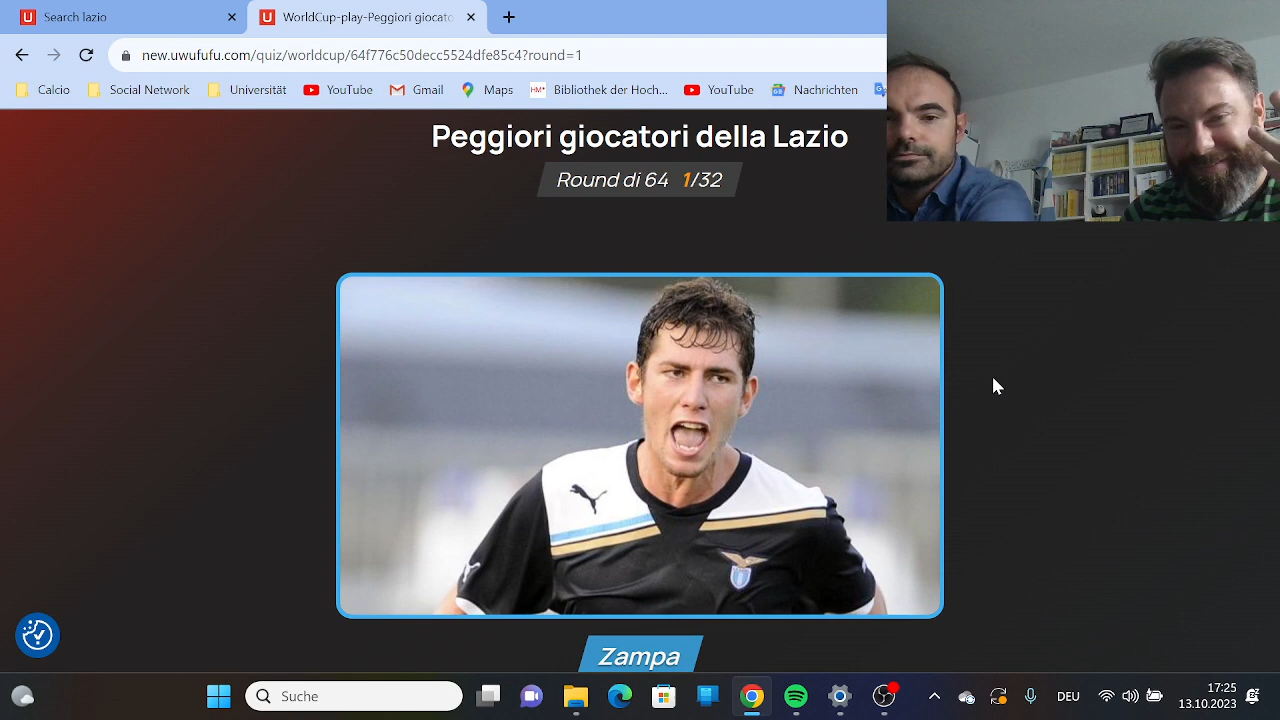 Search lazio
WorldCup-play-Peggiori giocato
new.uwufufu.com/quiz/worldcup/64f776c50decc5524dfe85c4?round=1
Calcio
Social Network
Universität
YouTube
Gmail
Maps
HM*
Bibliothek der Hoch...
YouTube
Nachrichten
Peggiori giocatori della Lazio
Round di 64 1/32
Zampa
Suche
DEU
17:25
13.10.2023